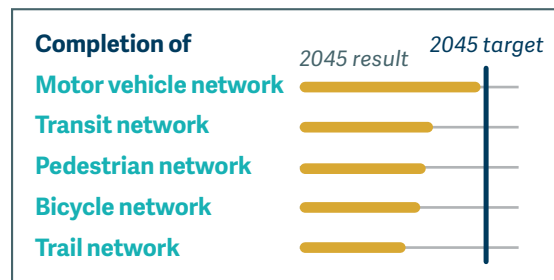 Completion of
2045 result
2045 target
Motor vehicle network
Transit network
Pedestrian network
Bicycle network
Trail network